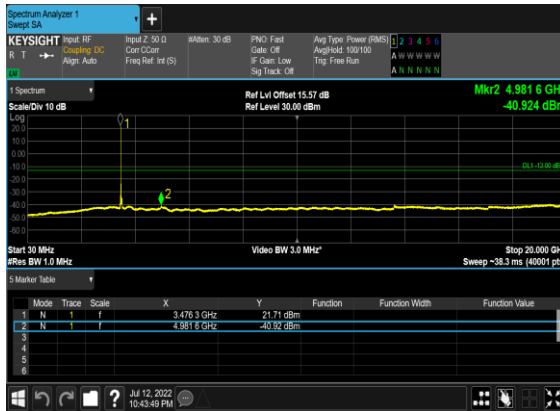 Spectrum Analyzer 1
Swept SA
+
KEYSIGHT
R T
Input: RF
Coupling: DC
Align: Auto
Input Z: 50 Ω
Corr CCorr
Freq Ref: Int (S)
#Atten: 30 dB
PNO: Fast
Gate: Off
IF Gain: Low
Sig Track: Off
Avg Type: Power (RMS)
Avg|Hold: 100/100
Trig: Free Run
1 2 3 4 5 6
A W W W W W
A N N N N N
1 Spectrum
Scale/Div 10 dB
Ref Lvl Offset 15.57 dB
Ref Level 30.00 dBm
Mkr2 4.981 6 GH
-40.924 dBm
Log
20.0
10.0
0.00
-10.0
-20.0
-30.0
-40.0
-50.0
-60.0
1
2
DL1 -13.00 dB
Start 30 MHz
#Res BW 1.0 MHz
Video BW 3.0 MHz*
Stop 20.000 GH
Sweep ~38.3 ms (40001 pt
5 Marker Table
Mode Trace Scale X Y Function Function Width Function Value
1 N 1 f 3.476 3 GHz 21.71 dBm
2 N 1 f 4.981 6 GHz -40.92 dBm
3
4
5
6
?
Jul 12, 2022
10:43:49 PM